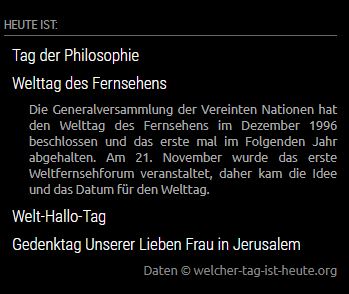 HEUTE IST:
Tag der Philosophie
Welttag des Fernsehens
Die Generalversammlung der Vereinten Nationen hat
den Welttag des Fernsehens im Dezember 1996
beschlossen und das erste mal im Folgenden Jahr
abgehalten. Am 21. November wurde das erste
Weltfernsehforum veranstaltet, daher kam die Idee
und das Datum für den Welttag.
Welt-Hallo-Tag
Gedenktag Unserer Lieben Frau in Jerusalem
Daten © welcher-tag-ist-heute.org